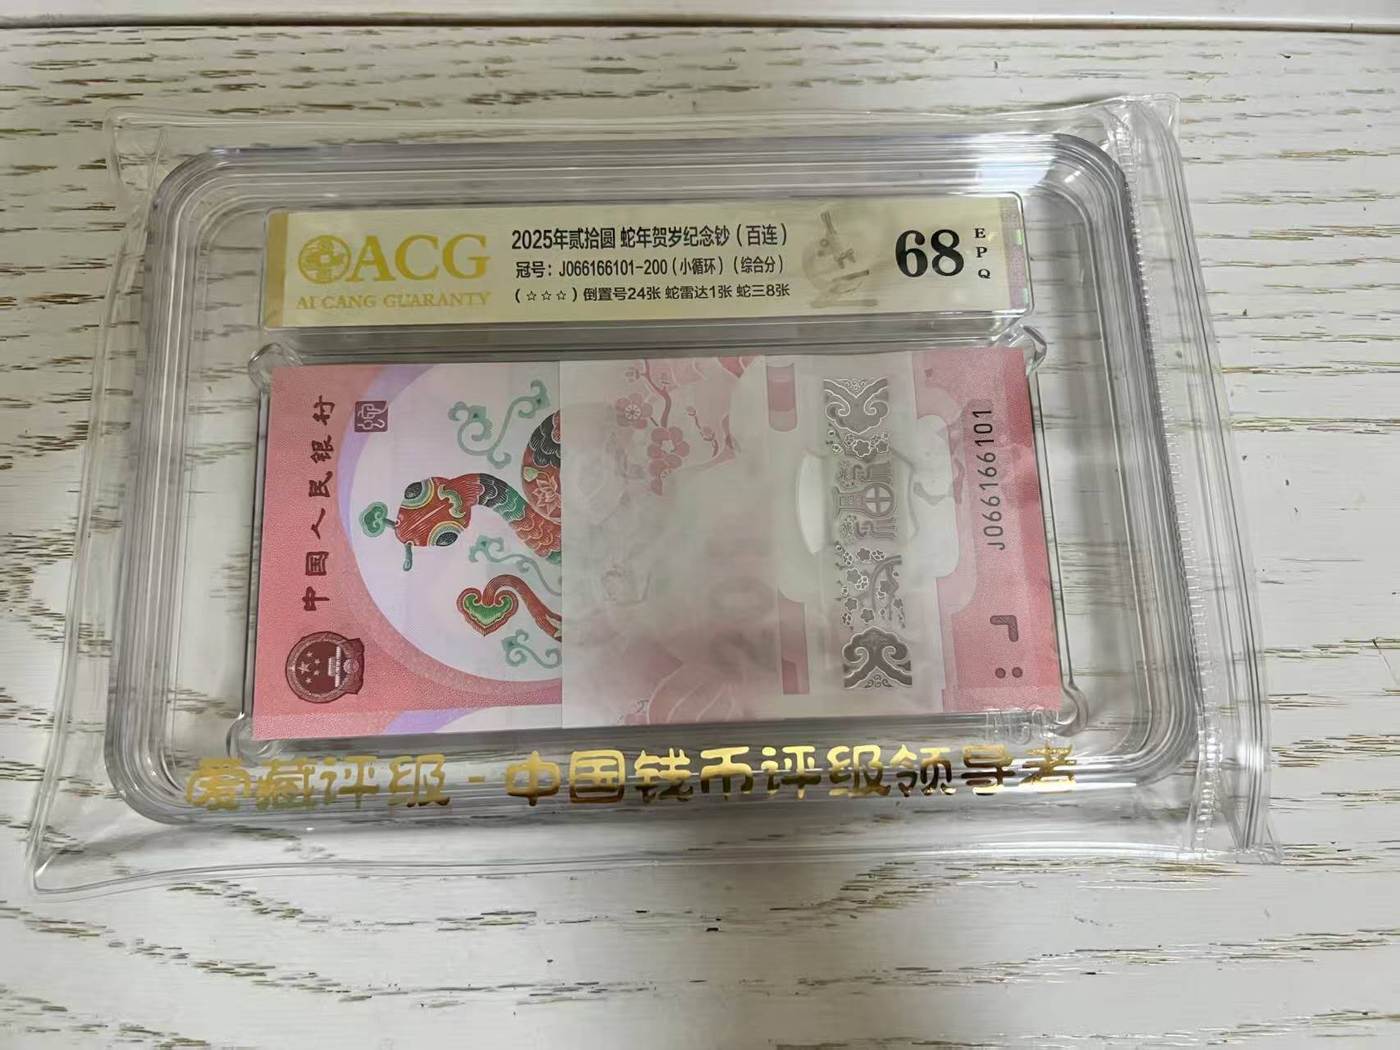 ACG
AI CANG GUARANTY
2025年贰拾圆 蛇年贺岁纪念钞(百连)
冠号:J066166101-200(小循环)(综合分)
(☆☆☆)倒置号24张 蛇雷达1张 蛇三8张
68
EPQ
中国人民银行
J066166101
爱藏评级-中国钱币评级领导者